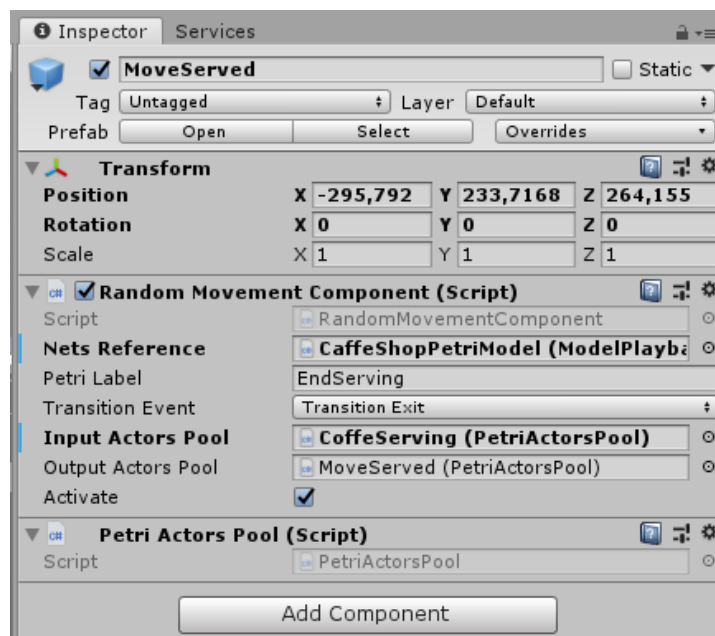 Inspector Services
MoveServed Static
Tag Untagged Layer Default
Prefab Open Select Overrides
Transform
Position X -295,792 Y 233,7168 Z 264,155
Rotation X 0 Y 0 Z 0
Scale X 1 Y 1 Z 1
Random Movement Component (Script)
Script RandomMovementComponent
Nets Reference CaffeShopPetriModel (ModelPlayba
Petri Label EndServing
Transition Event Transition Exit
Input Actors Pool CoffeServing (PetriActorsPool)
Output Actors Pool MoveServed (PetriActorsPool)
Activate
Petri Actors Pool (Script)
Script PetriActorsPool
Add Component